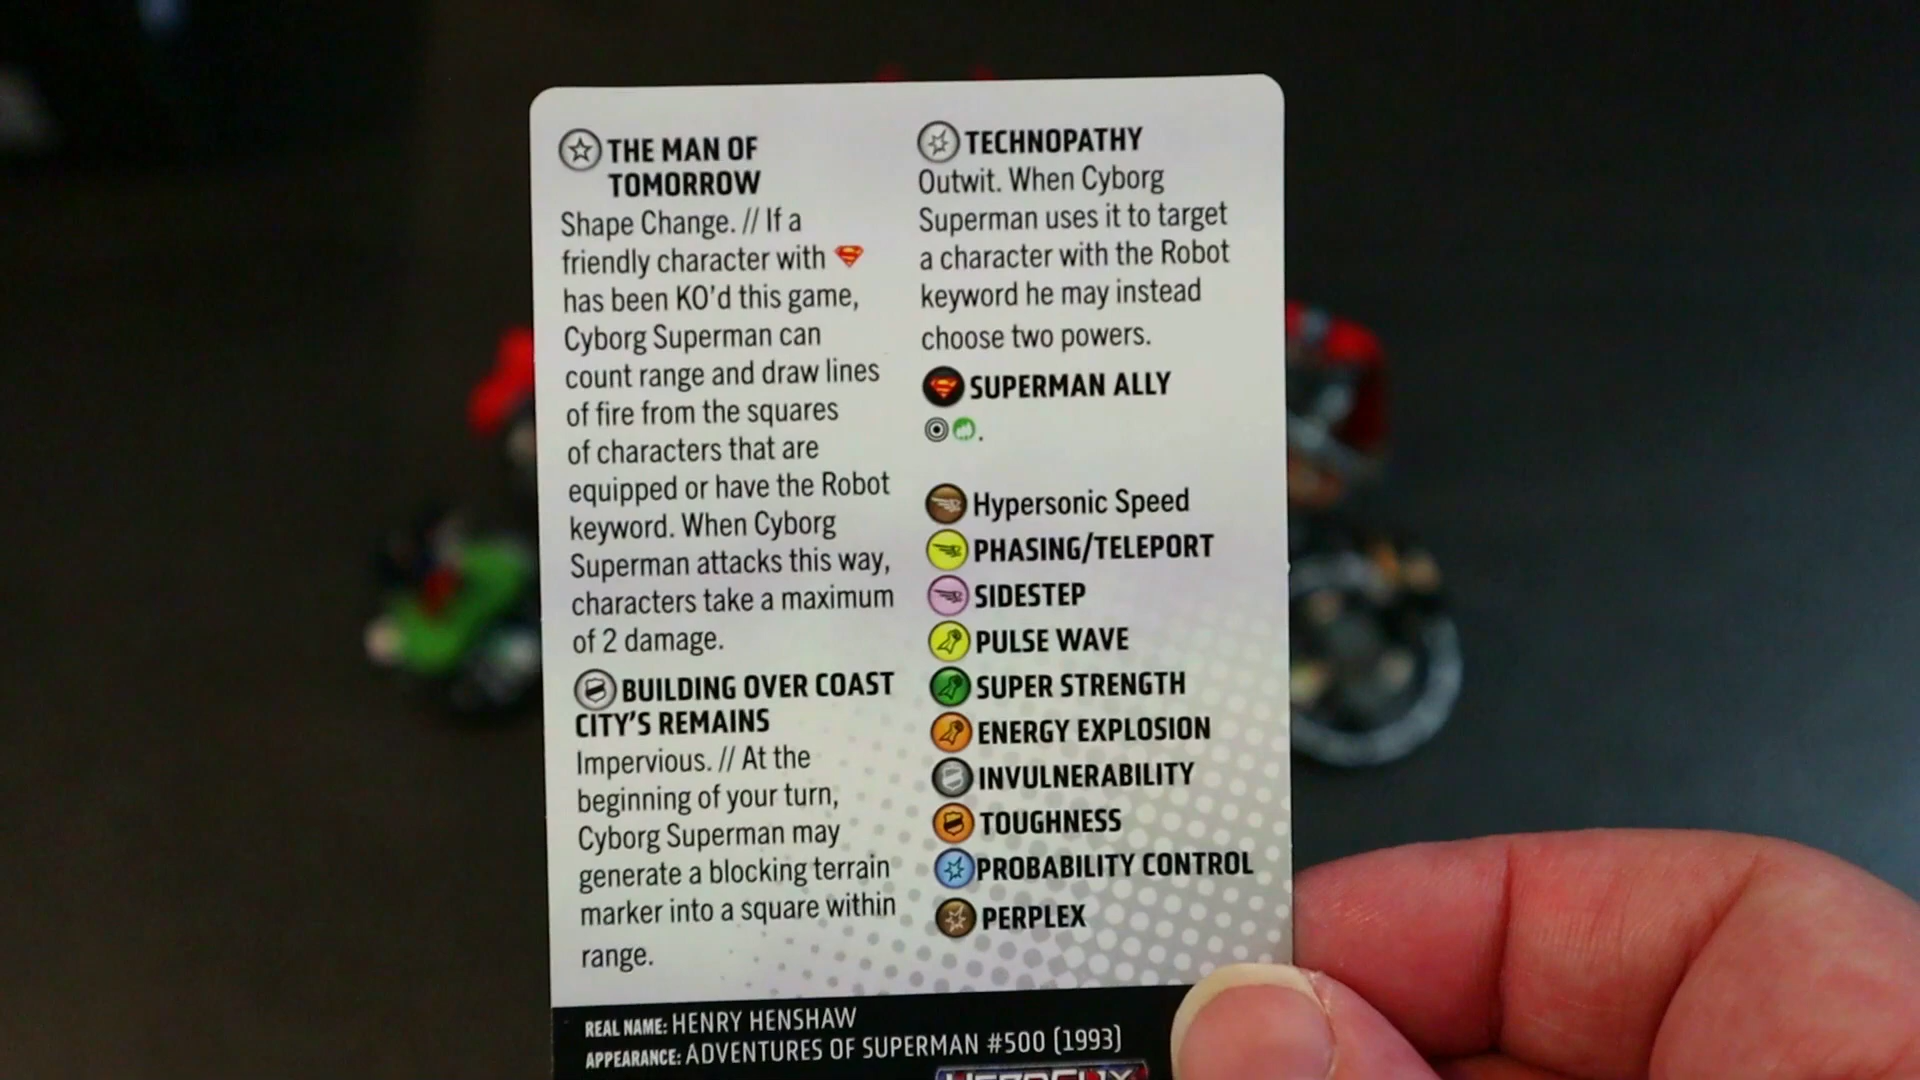 THE MAN OF
TOMORROW
Shape Change. // If a
friendly character with
has been KO'd this game,
Cyborg Superman can
count range and draw lines
of fire from the squares
of characters that are
equipped or have the Robot
keyword. When Cyborg
Superman attacks this way,
characters take a maximum
of 2 damage.
BUILDING OVER COAST
CITY'S REMAINS
Impervious. // At the
beginning of your turn,
Cyborg Superman may
generate a blocking terrain
marker into a square within
range.
TECHNOPATHY
Outwit. When Cyborg
Superman uses it to target
a character with the Robot
keyword he may instead
choose two powers.
SUPERMAN ALLY
.
Hypersonic Speed
PHASING/TELEPORT
SIDESTEP
PULSE WAVE
SUPER STRENGTH
ENERGY EXPLOSION
INVULNERABILITY
TOUGHNESS
PROBABILITY CONTROL
PERPLEX
REAL NAME: HENRY HENSHAW
APPEARANCE: ADVENTURES OF SUPERMAN #500 (1993)